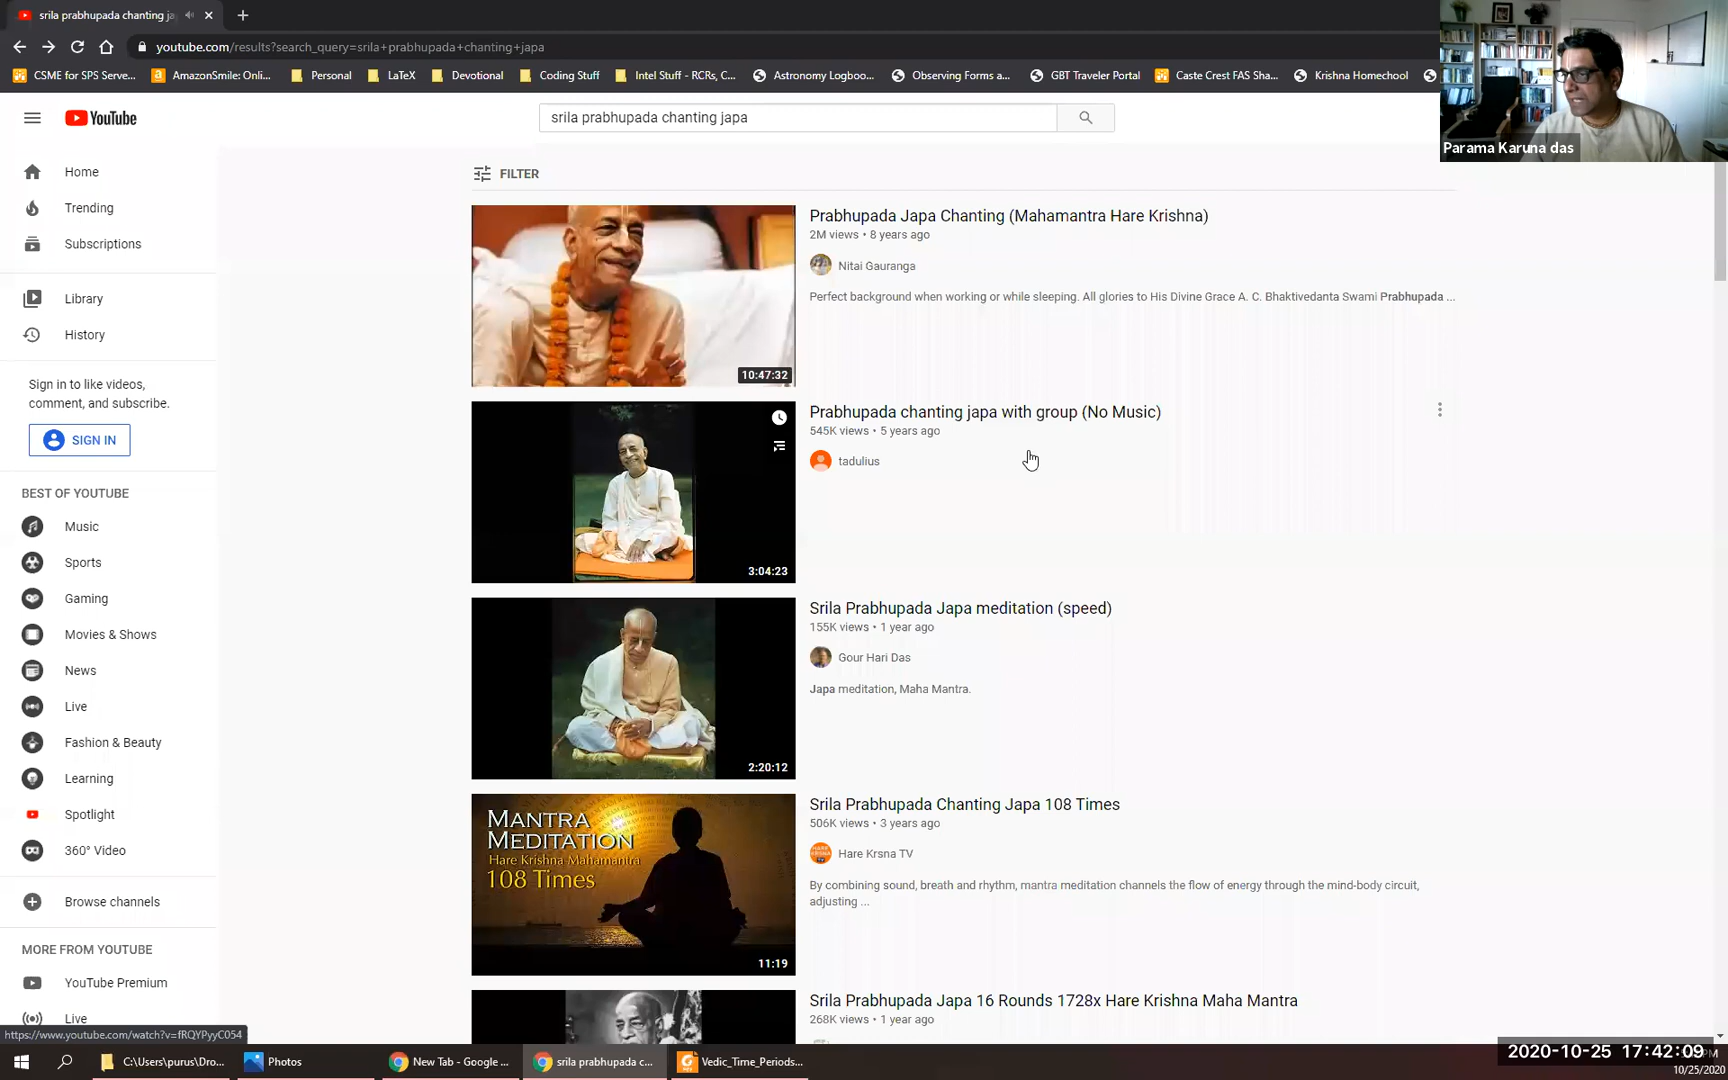 srila prabhupada chanting ja
youtube.com/results?search_query=srila+prabhupada+chanting+japa
CSME for SPS Serve...
AmazonSmile: Onli...
Personal
LaTeX
Devotional
Coding Stuff
Intel Stuff - RCRs, C...
Astronomy Logboo...
Observing Forms a...
GBT Traveler Portal
Caste Crest FAS Sha...
Krishna Homeschool
Parama Karuna das
YouTube
srila prabhupada chanting japa
Home
Trending
Subscriptions
Library
History
Sign in to like videos,
comment, and subscribe.
SIGN IN
BEST OF YOUTUBE
Music
Sports
Gaming
Movies & Shows
News
Live
Fashion & Beauty
Learning
Spotlight
360° Video
Browse channels
MORE FROM YOUTUBE
YouTube Premium
Live
FILTER
10:47:32
Prabhupada Japa Chanting (Mahamantra Hare Krishna)
2M views • 8 years ago
Nitai Gauranga
Perfect background when working or while sleeping. All glories to His Divine Grace A. C. Bhaktivedanta Swami Prabhupada ...
3:04:23
Prabhupada chanting japa with group (No Music)
545K views • 5 years ago
tadulius
2:20:12
Srila Prabhupada Japa meditation (speed)
155K views • 1 year ago
Gour Hari Das
Japa meditation, Maha Mantra.
MANTRA
MEDITATION
Hare Krishna Mahamantra
108 Times
11:19
Srila Prabhupada Chanting Japa 108 Times
506K views • 3 years ago
Hare Krsna TV
By combining sound, breath and rhythm, mantra meditation channels the flow of energy through the mind-body circuit,
adjusting ...
Srila Prabhupada Japa 16 Rounds 1728x Hare Krishna Maha Mantra
268K views • 1 year ago
https://www.youtube.com/watch?v=fRQYPyyC054
C:\Users\purus\Dro...
Photos
New Tab - Google ...
srila prabhupada c...
Vedic_Time_Periods...
2020-10-25 17:42:09
10/25/2020